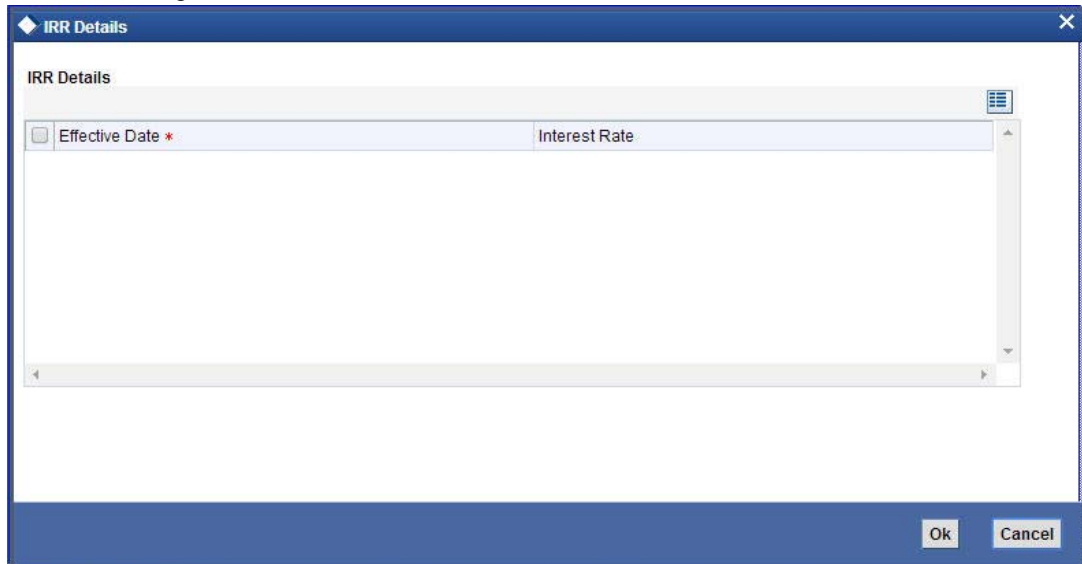 IRR Details
IRR Details
Effective Date * Interest Rate
Ok Cancel